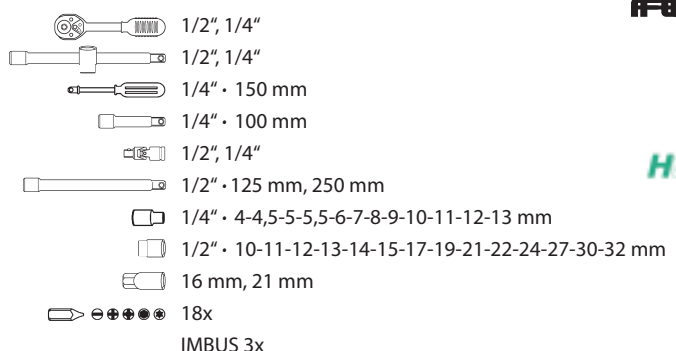 1/2“, 1/4“
1/2“, 1/4“
1/4“ · 150 mm
1/4“ · 100 mm
1/2“, 1/4“
1/2“ · 125 mm, 250 mm
1/4“ · 4-4,5-5-5,5-6-7-8-9-10-11-12-13 mm
1/2“ · 10-11-12-13-14-15-17-19-21-22-24-27-30-32 mm
16 mm, 21 mm
18x
IMBUS 3x